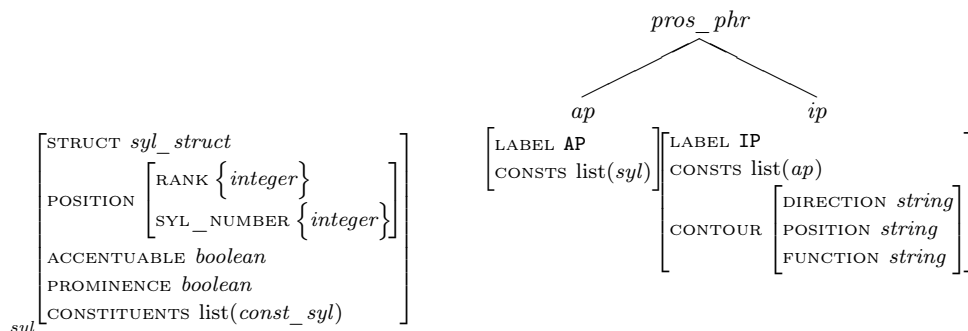 pros_phr
ap ip
LABEL AP
CONSTS list(syl)
LABEL IP
CONSTS list(ap)
CONTOUR DIRECTION string
POSITION string
FUNCTION string
STRUCT syl_struct
POSITION RANK {integer}
SYL_NUMBER {integer}
ACCENTUABLE boolean
PROMINENCE boolean
CONSTITUENTS list(const_syl)
syl